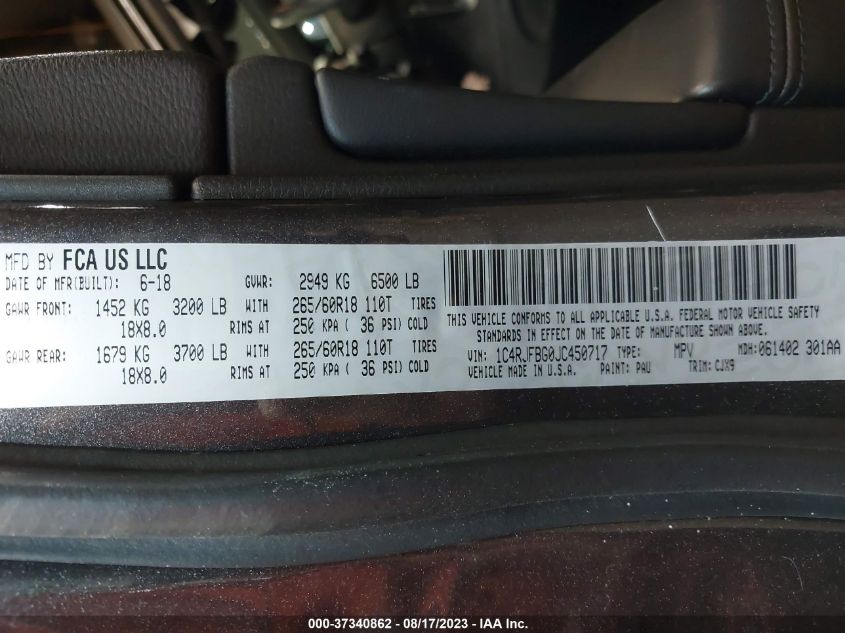 MFD BY FCA US LLC
DATE OF MFR(BUILT): 6-18 GVWR: 2949 KG 6500 LB
GAWR FRONT: 1452 KG 3200 LB WITH 265/60R18 110T TIRES
18X8.0 RIMS AT 250 KPA ( 36 PSI) COLD
GAWR REAR: 1679 KG 3700 LB WITH 265/60R18 110T TIRES
18X8.0 RIMS AT 250 KPA ( 36 PSI) COLD
THIS VEHICLE CONFORMS TO ALL APPLICABLE U.S.A. FEDERAL MOTOR VEHICLE SAFETY
STANDARDS IN EFFECT ON THE DATE OF MANUFACTURE SHOWN ABOVE.
VIN: 1C4RJFBG0JC450717 TYPE: MPV MDH: 061402 301AA
VEHICLE MADE IN U.S.A. PAINT: PAU TRIM: CJX9
000-37340862 - 08/17/2023 - IAA Inc.